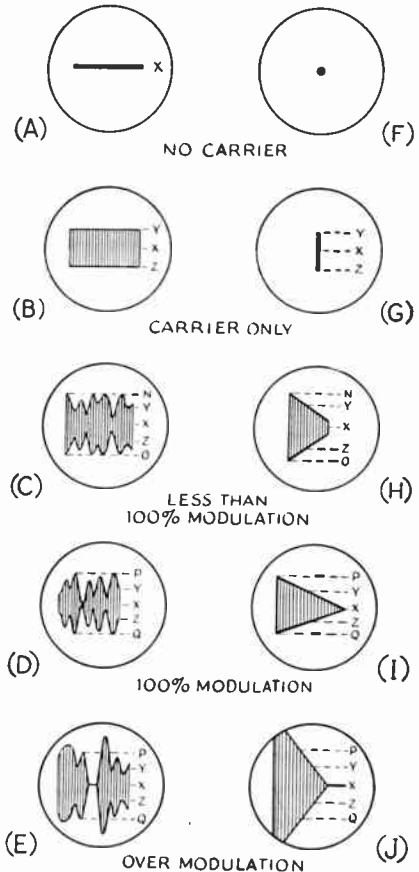 X
(A) (F)
NO CARRIER
Y Y
X X
Z Z
(B) (G)
CARRIER ONLY
N N
Y Y
X X
Z Z
O O
(C) (H)
LESS THAN
100% MODULATION
P P
Y Y
X X
Z Z
Q Q
(D) (I)
100% MODULATION
P P
Y Y
X X
Z Z
Q Q
(E) (J)
OVER MODULATION